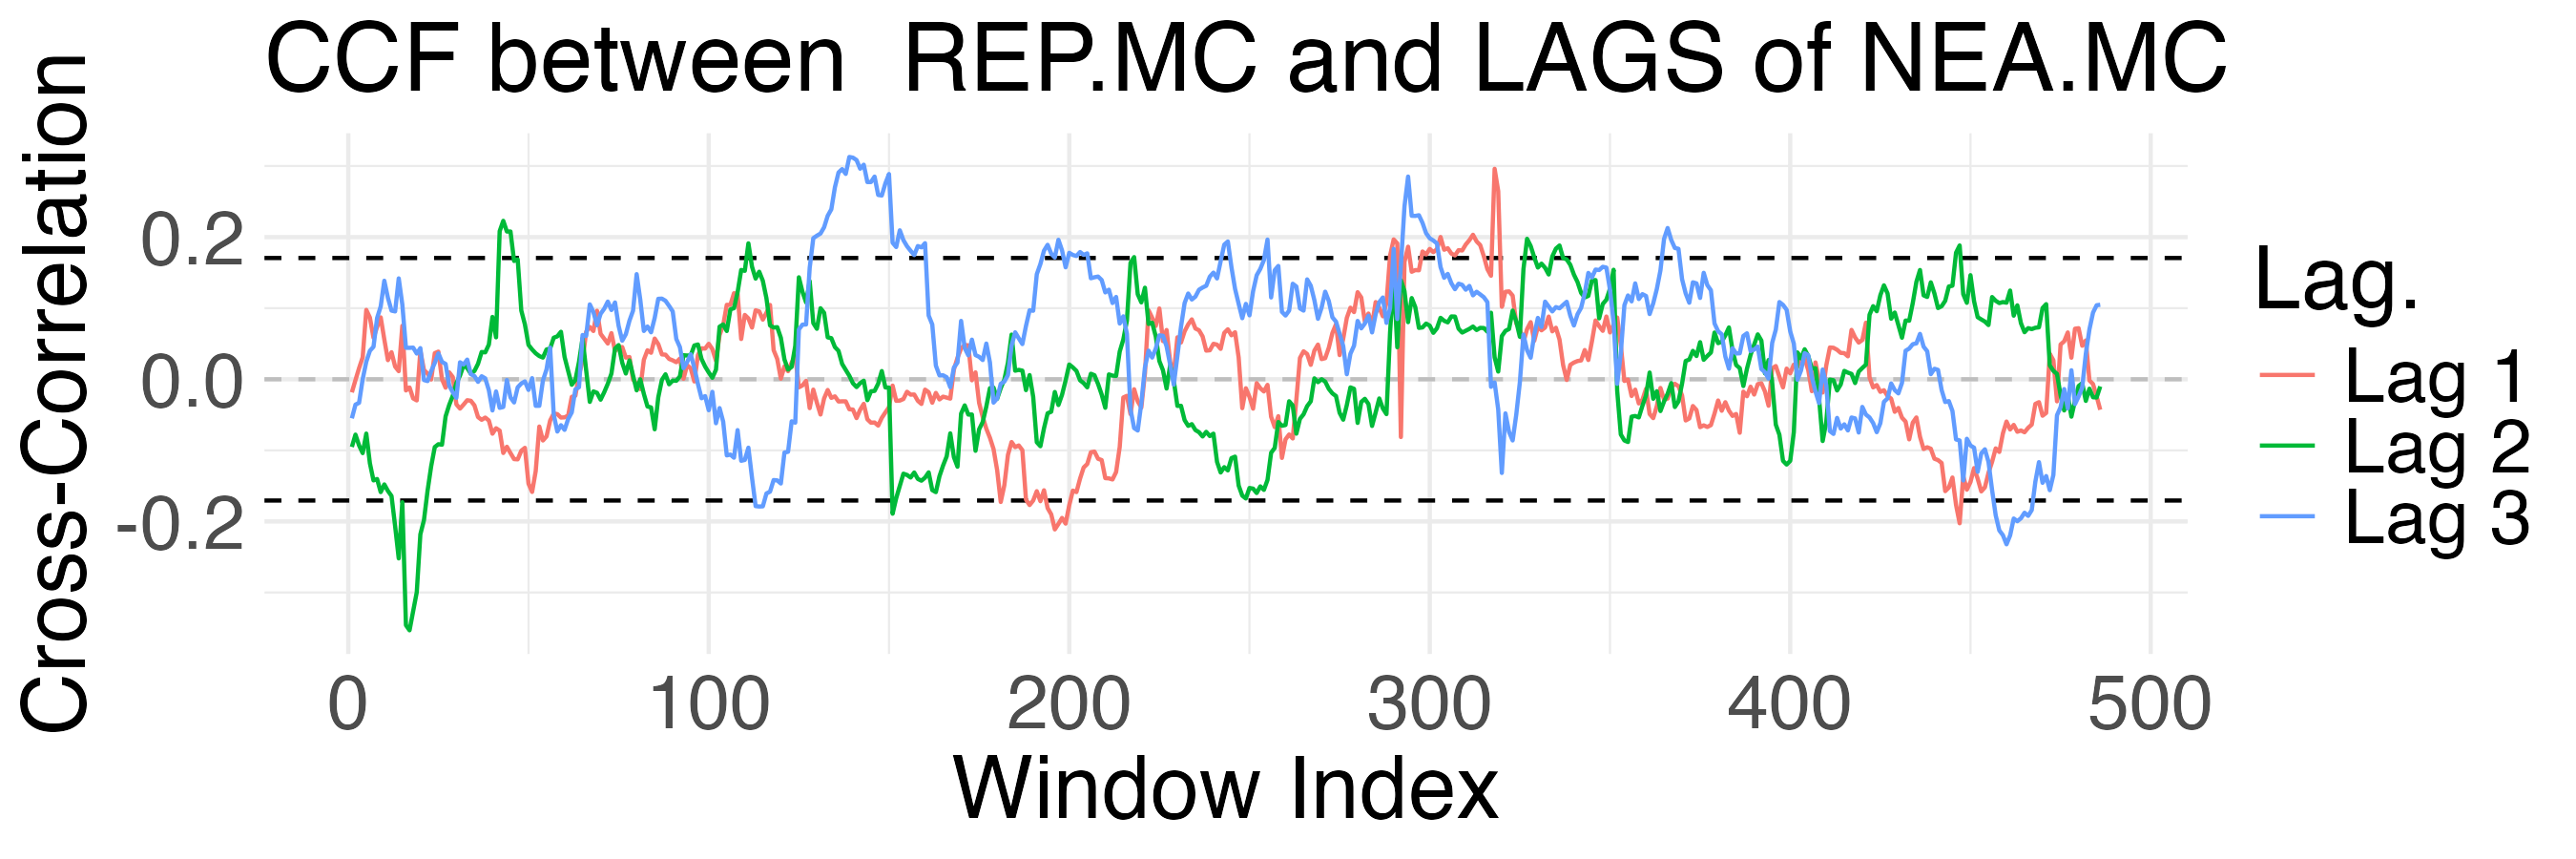 CCF between  REP.MC and LAGS of NEA.MC
Cross-Correlation
0.2
0.0
-0.2
0 100 200 300 400 500
Window Index
Lag.
Lag 1
Lag 2
Lag 3